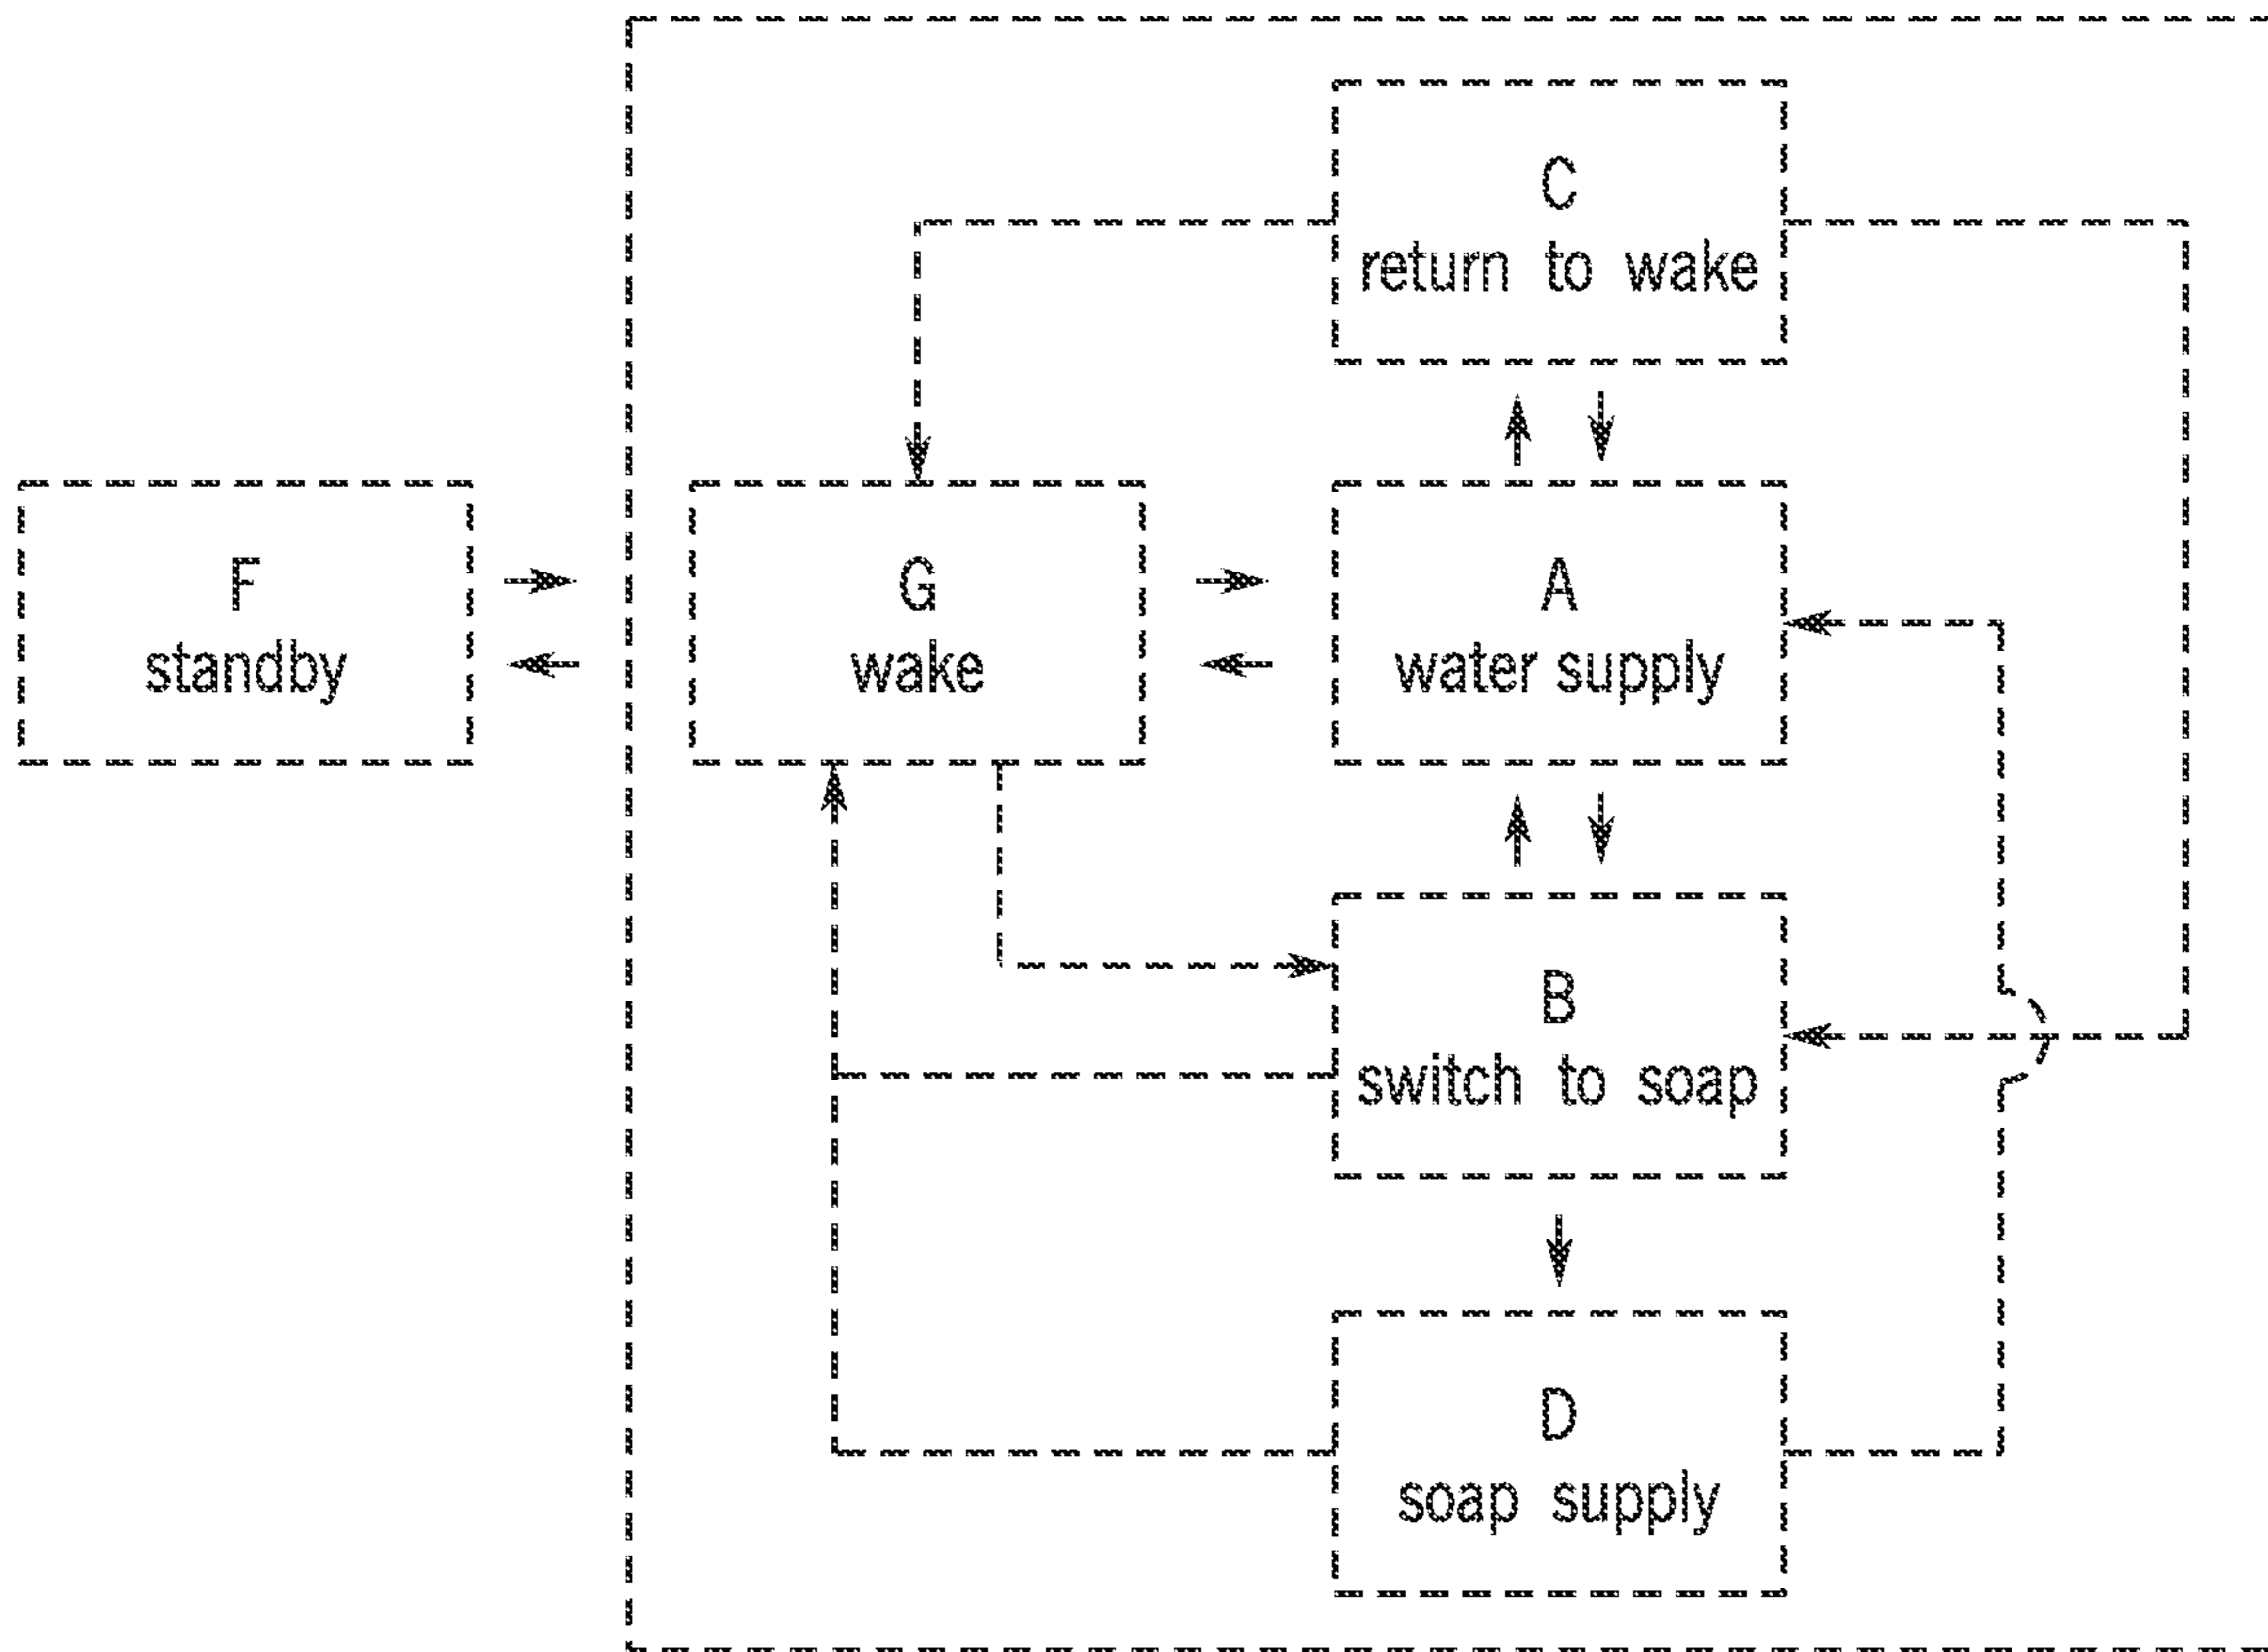 C
return to wake
F
standby
G
wake
A
water supply
B
switch to soap
D
soap supply